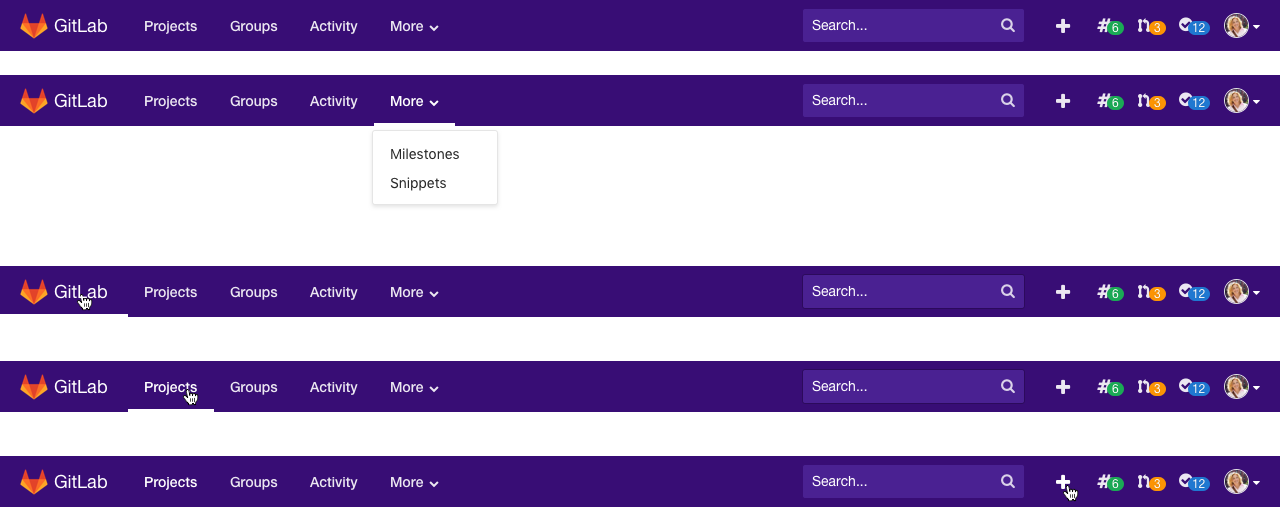 GitLab Projects Groups Activity More Search... # 6 3 12
GitLab Projects Groups Activity More Search... # 6 3 12
Milestones
Snippets
GitLab Projects Groups Activity More Search... # 6 3 12
GitLab Projects Groups Activity More Search... # 6 3 12
GitLab Projects Groups Activity More Search... # 6 3 12